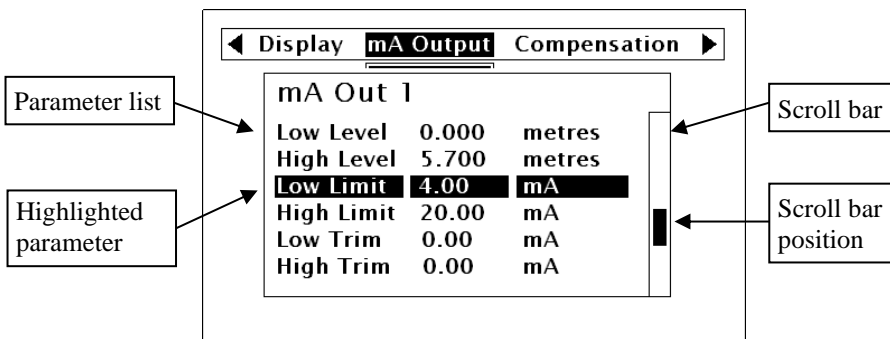 Display mA Output Compensation
mA Out 1
Low Level 0.000 metres
High Level 5.700 metres
Low Limit 4.00 mA
High Limit 20.00 mA
Low Trim 0.00 mA
High Trim 0.00 mA
Parameter list
Highlighted
parameter
Scroll bar
Scroll bar
position